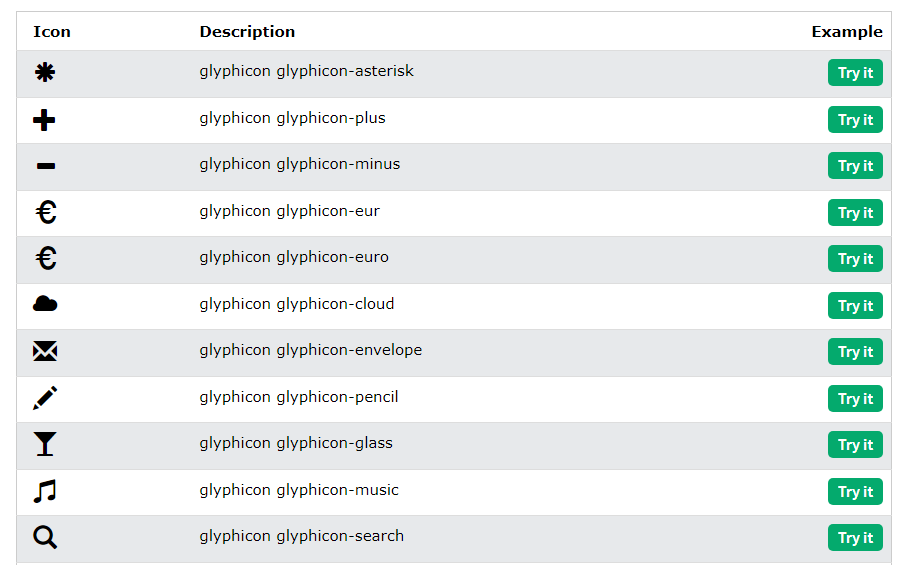 Icon Description Example
glyphicon glyphicon-asterisk Try it
glyphicon glyphicon-plus Try it
glyphicon glyphicon-minus Try it
glyphicon glyphicon-eur Try it
glyphicon glyphicon-euro Try it
glyphicon glyphicon-cloud Try it
glyphicon glyphicon-envelope Try it
glyphicon glyphicon-pencil Try it
glyphicon glyphicon-glass Try it
glyphicon glyphicon-music Try it
glyphicon glyphicon-search Try it